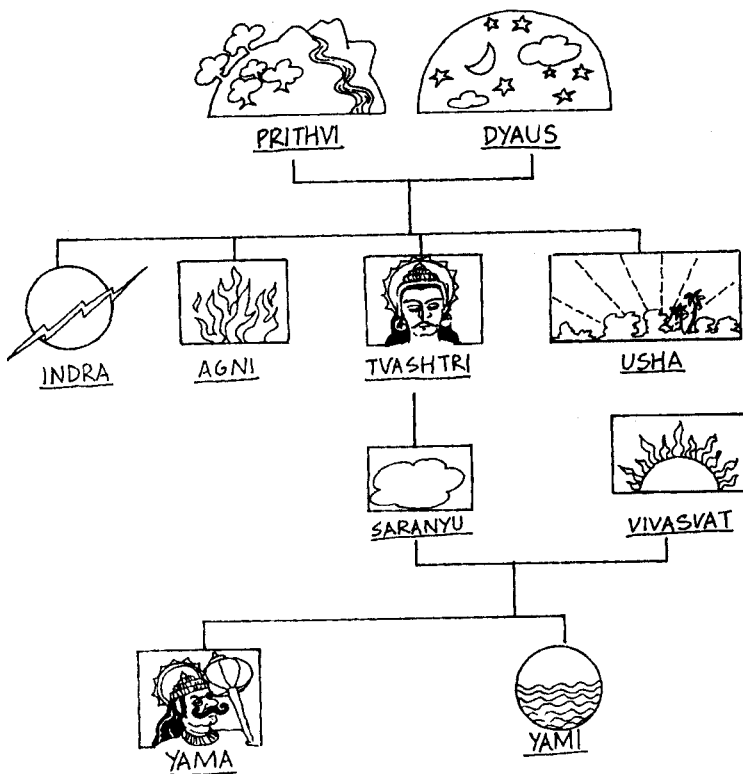 PRITHVI
DYAUS
INDRA
AGNI
TVASHTRI
USHA
SARANYU
VIVASVAT
YAMA
YAMI